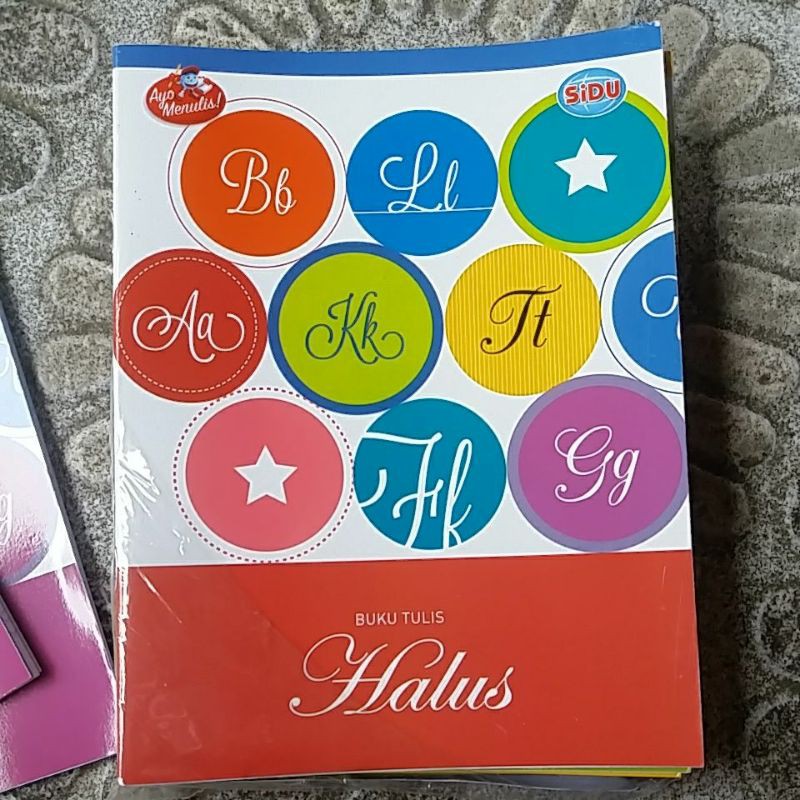 Ayo
Menulis!
SiDU
Bb
Ll
Aa
Kk
Tt
Ff
Gg
BUKU TULIS
Halus